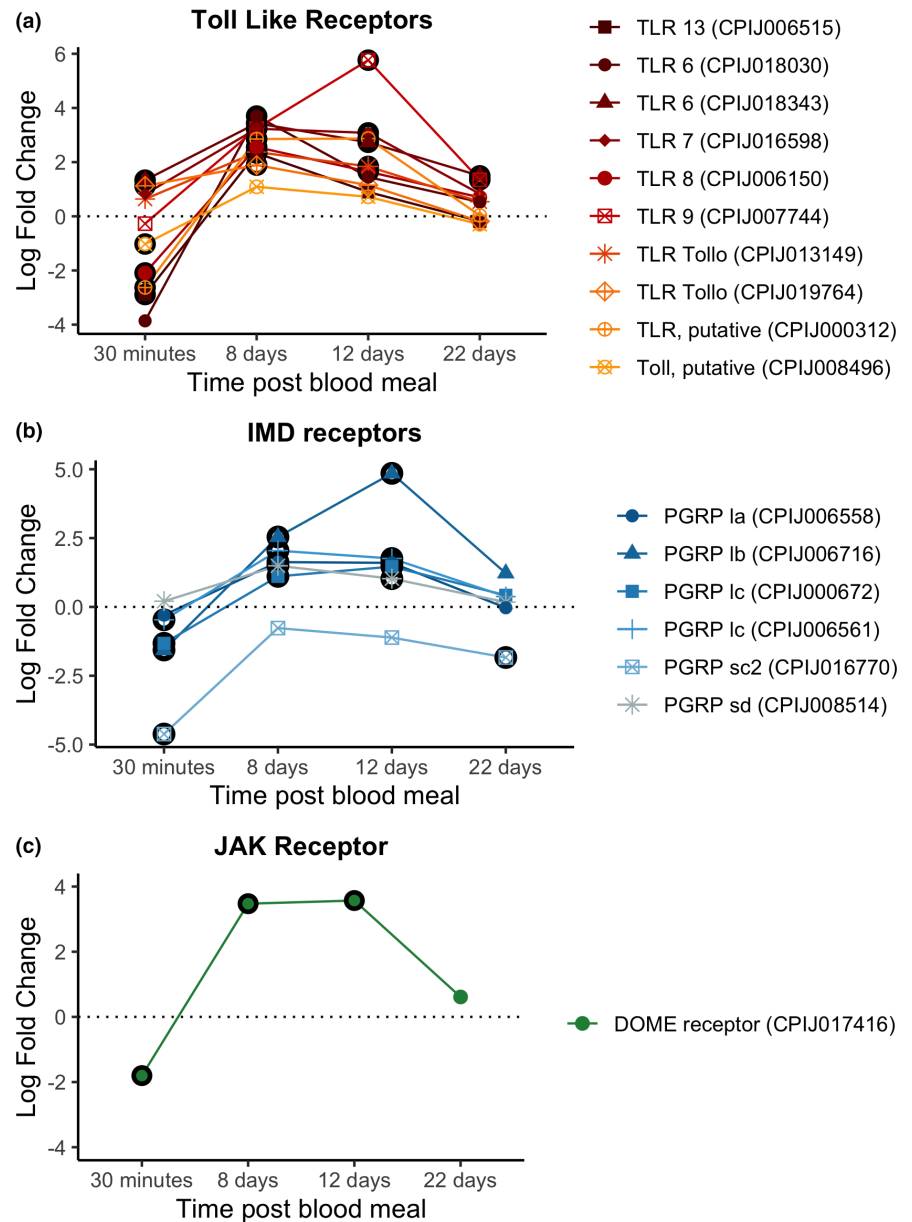 (a)
Toll Like Receptors
Log Fold Change
6
4
2
0
-2
-4
30 minutes 8 days 12 days 22 days
Time post blood meal
TLR 13 (CPIJ006515)
TLR 6 (CPIJ018030)
TLR 6 (CPIJ018343)
TLR 7 (CPIJ016598)
TLR 8 (CPIJ006150)
TLR 9 (CPIJ007744)
TLR Tollo (CPIJ013149)
TLR Tollo (CPIJ019764)
TLR, putative (CPIJ000312)
Toll, putative (CPIJ008496)
(b)
IMD receptors
Log Fold Change
5.0
2.5
0.0
-2.5
-5.0
30 minutes 8 days 12 days 22 days
Time post blood meal
PGRP la (CPIJ006558)
PGRP lb (CPIJ006716)
PGRP lc (CPIJ000672)
PGRP lc (CPIJ006561)
PGRP sc2 (CPIJ016770)
PGRP sd (CPIJ008514)
(c)
JAK Receptor
Log Fold Change
4
2
0
-2
-4
30 minutes 8 days 12 days 22 days
Time post blood meal
DOME receptor (CPIJ017416)